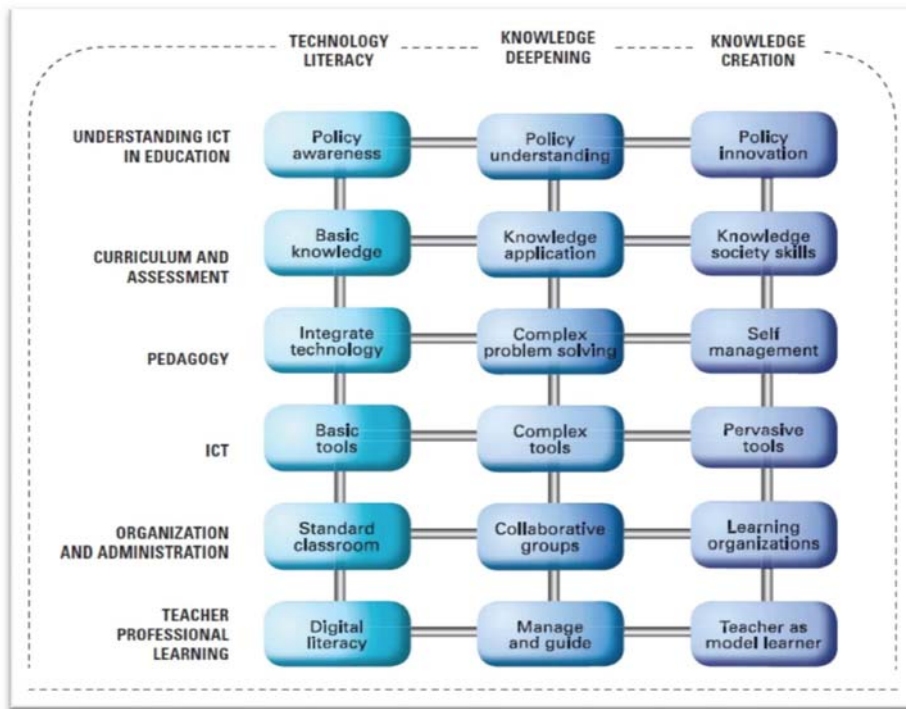 TECHNOLOGY
LITERACY
KNOWLEDGE
DEEPENING
KNOWLEDGE
CREATION
UNDERSTANDING ICT
IN EDUCATION
Policy
awareness
Policy
understanding
Policy
innovation
CURRICULUM AND
ASSESSMENT
Basic
knowledge
Knowledge
application
Knowledge
society skills
PEDAGOGY
Integrate
technology
Complex
problem solving
Self
management
ICT
Basic
tools
Complex
tools
Pervasive
tools
ORGANIZATION
AND ADMINISTRATION
Standard
classroom
Collaborative
groups
Learning
organizations
TEACHER
PROFESSIONAL
LEARNING
Digital
literacy
Manage
and guide
Teacher as
model learner